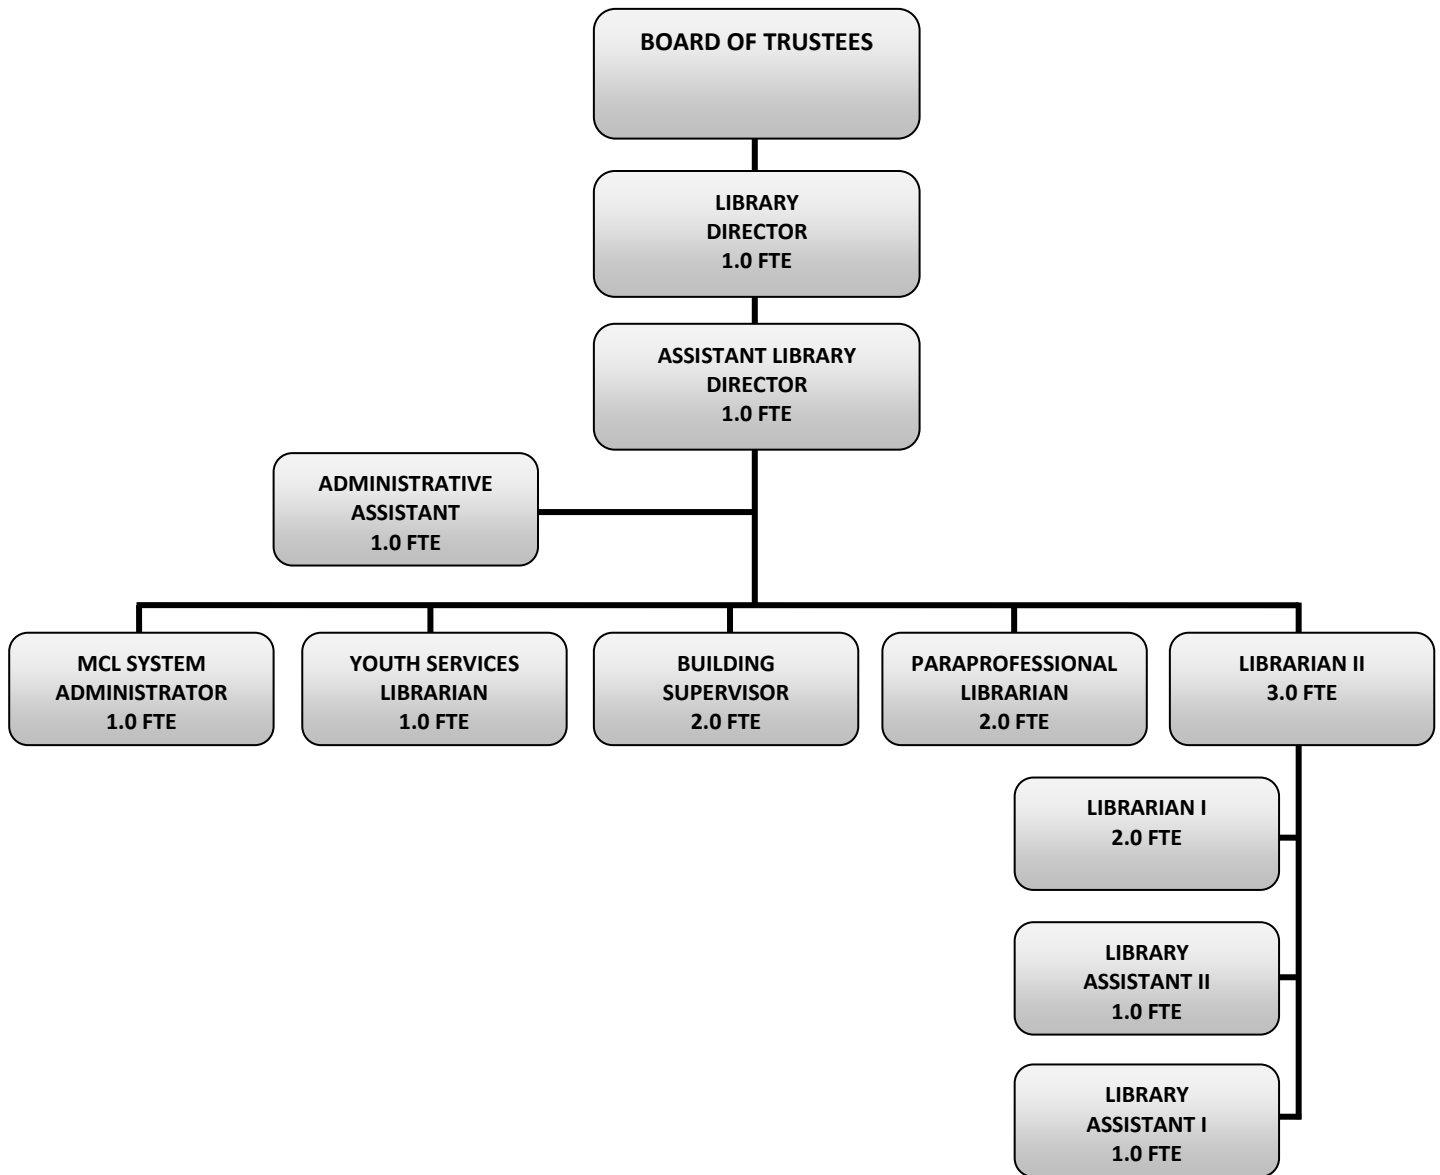 BOARD OF TRUSTEES
LIBRARY
DIRECTOR
1.0 FTE
ASSISTANT LIBRARY
DIRECTOR
1.0 FTE
ADMINISTRATIVE
ASSISTANT
1.0 FTE
MCL SYSTEM
ADMINISTRATOR
1.0 FTE
YOUTH SERVICES
LIBRARIAN
1.0 FTE
BUILDING
SUPERVISOR
2.0 FTE
PARAPROFESSIONAL
LIBRARIAN
2.0 FTE
LIBRARIAN II
3.0 FTE
LIBRARIAN I
2.0 FTE
LIBRARY
ASSISTANT II
1.0 FTE
LIBRARY
ASSISTANT I
1.0 FTE